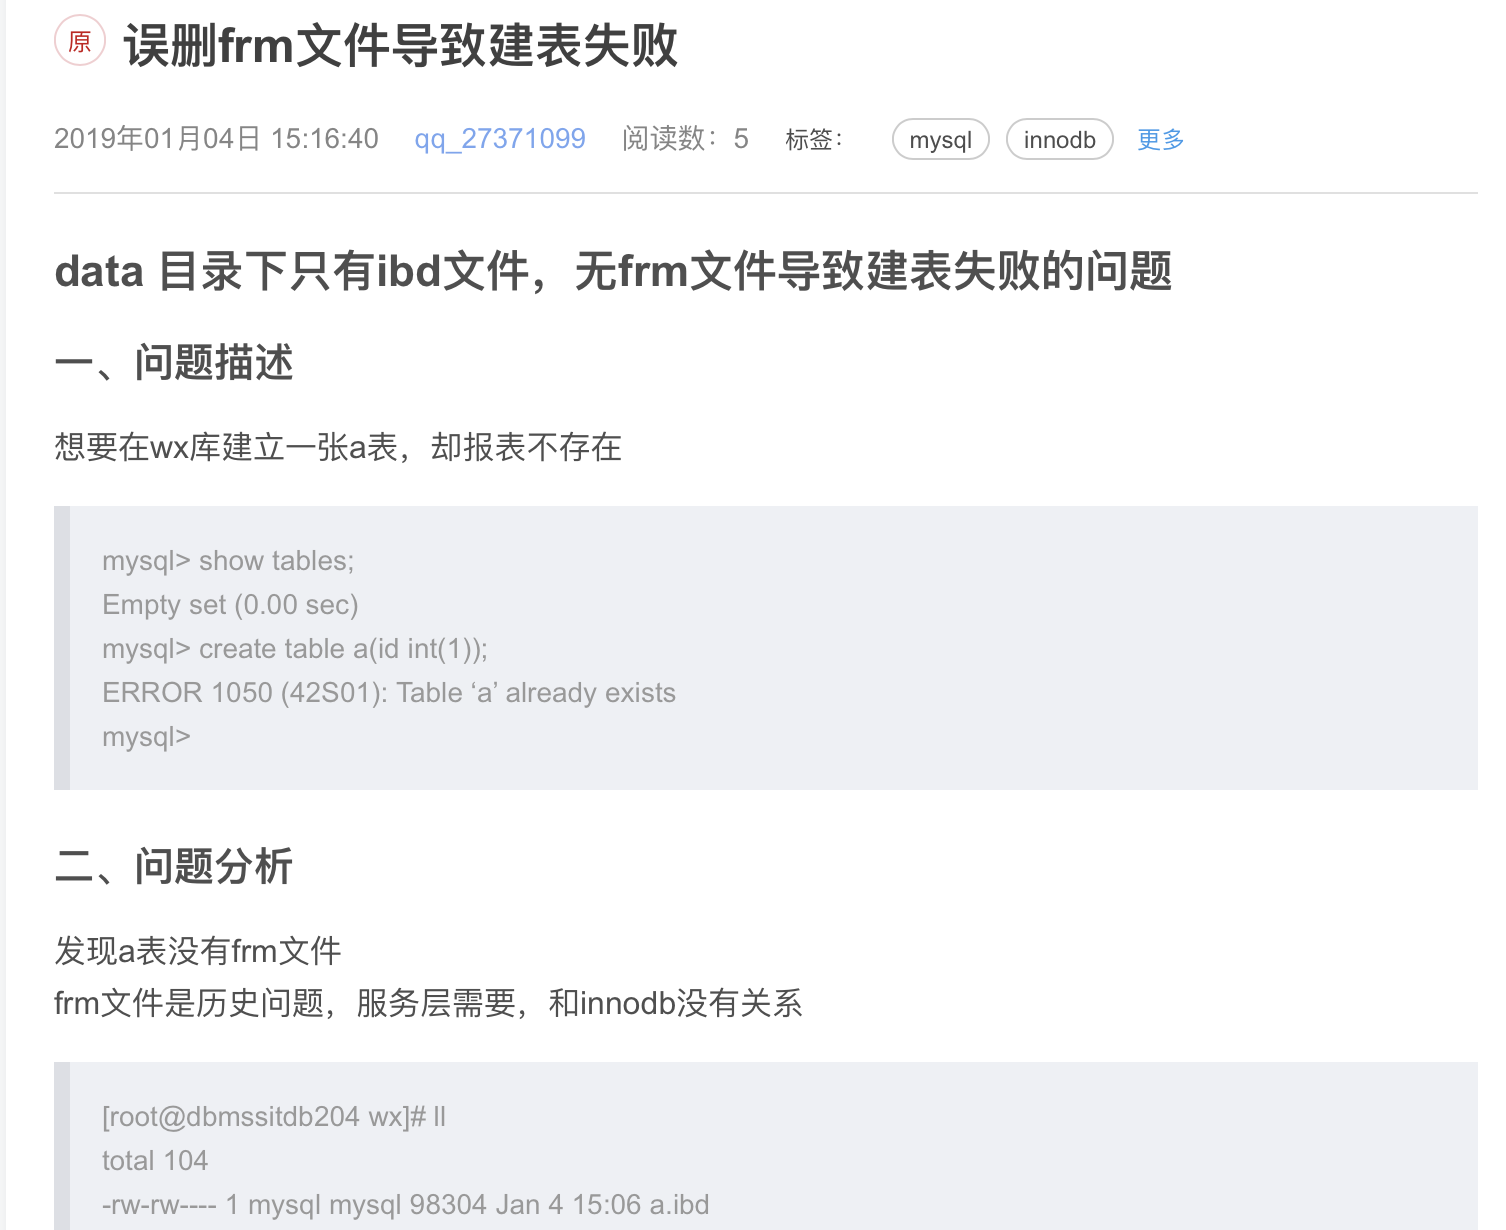 原 误删frm文件导致建表失败
2019年01月04日 15:16:40 qq_27371099 阅读数：5 标签： mysql innodb 更多
data 目录下只有ibd文件，无frm文件导致建表失败的问题
一、问题描述
想要在wx库建立一张a表，却报表不存在
mysql> show tables;
Empty set (0.00 sec)
mysql> create table a(id int(1));
ERROR 1050 (42S01): Table ‘a’ already exists
mysql>
二、问题分析
发现a表没有frm文件
frm文件是历史问题，服务层需要，和innodb没有关系
[root@dbmssitdb204 wx]# ll
total 104
-rw-rw---- 1 mysql mysql 98304 Jan 4 15:06 a.ibd